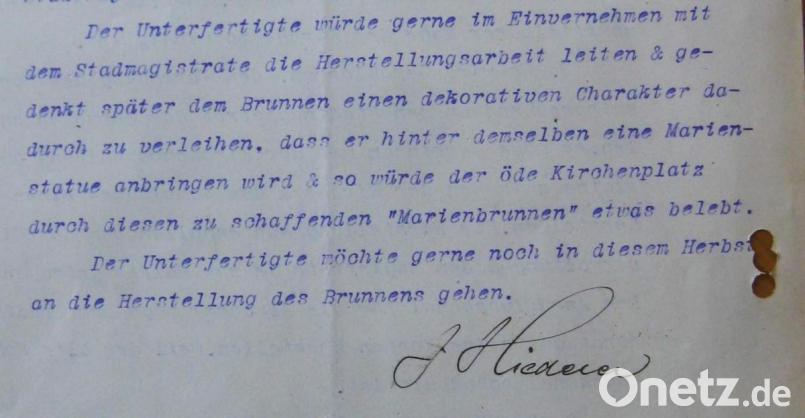 Der Unterfertigte würde gerne im Einvernehmen mit
dem Stadmagistrate die Herstellungsarbeit leiten & ge-
denkt später dem Brunnen einen dekorativen Charakter da-
durch zu verleihen, dass er hinter demselben eine Marien-
statue anbringen wird & so würde der öde Kirchenplatz
durch diesen zu schaffenden "Marienbrunnen" etwas belebt.
Der Unterfertigte möchte gerne noch in diesem Herbst
an die Herstellung des Brunnens gehen.
J
Onetz.de